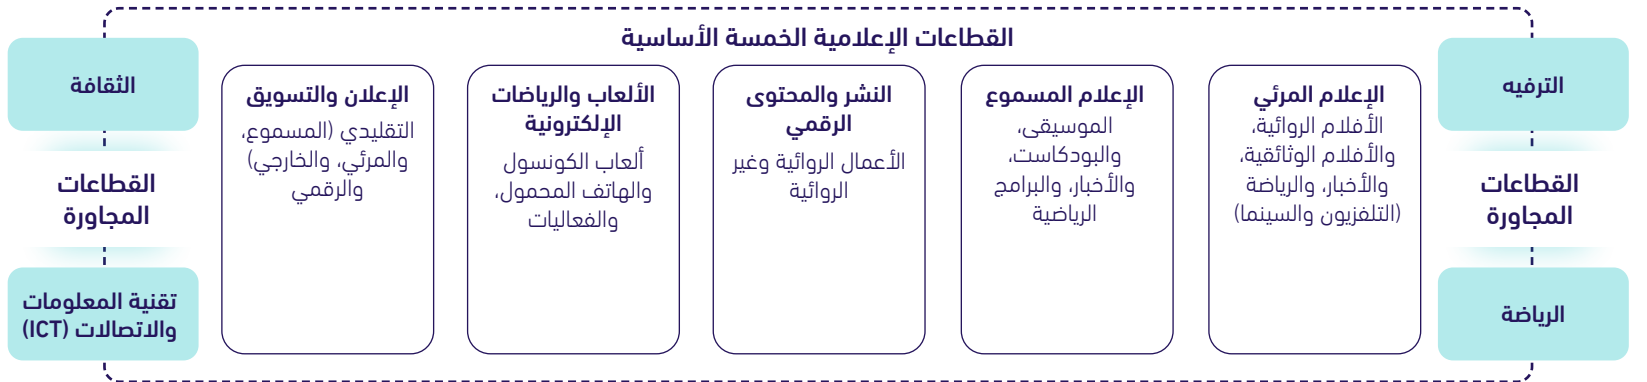 القطاعات الإعلامية الخمسة الأساسية
الترفيه
القطاعات
المجاورة
الرياضة
الإعلام المرئي
الأفلام الروائية،
والأفلام الوثائقية،
والأخبار، والرياضة
(التلفزيون والسينما)
الإعلام المسموع
الموسيقى،
والبودكاست،
والأخبار، والبرامج
الرياضية
النشر والمحتوى
الرقمي
الأعمال الروائية وغير
الروائية
الألعاب والرياضات
الإلكترونية
ألعاب الكونسول
والهاتف المحمول،
والفعاليات
الإعلان والتسويق
التقليدي (المسموع،
والمرئي، والخارجي)
والرقمي
الثقافة
القطاعات
المجاورة
تقنية المعلومات
والاتصالات (ICT)